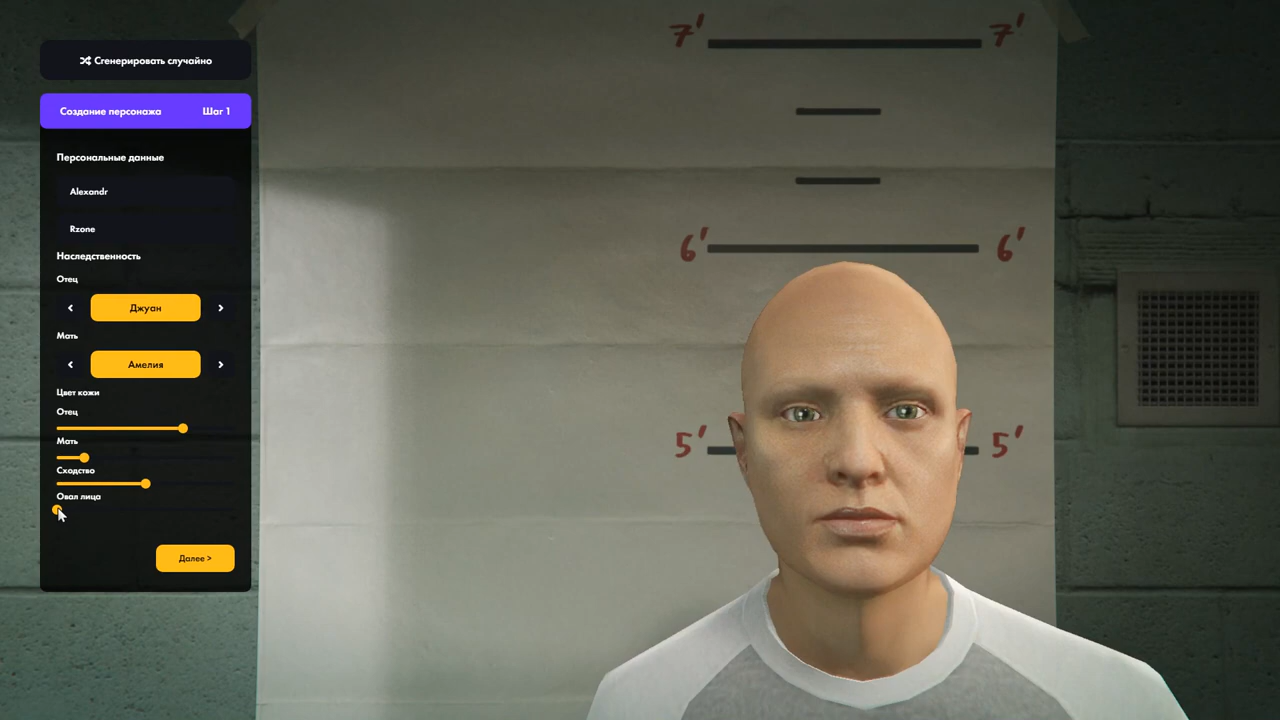 Сгенерировать случайно
Создание персонажа Шаг 1
Персональные данные
Alexandr
Rzone
Наследственность
Отец
< Джуан >
Мать
< Амелия >
Цвет кожи
Отец
Мать
Сходство
Овал лица
Далее >
7' 7'
6' 6'
5' 5'